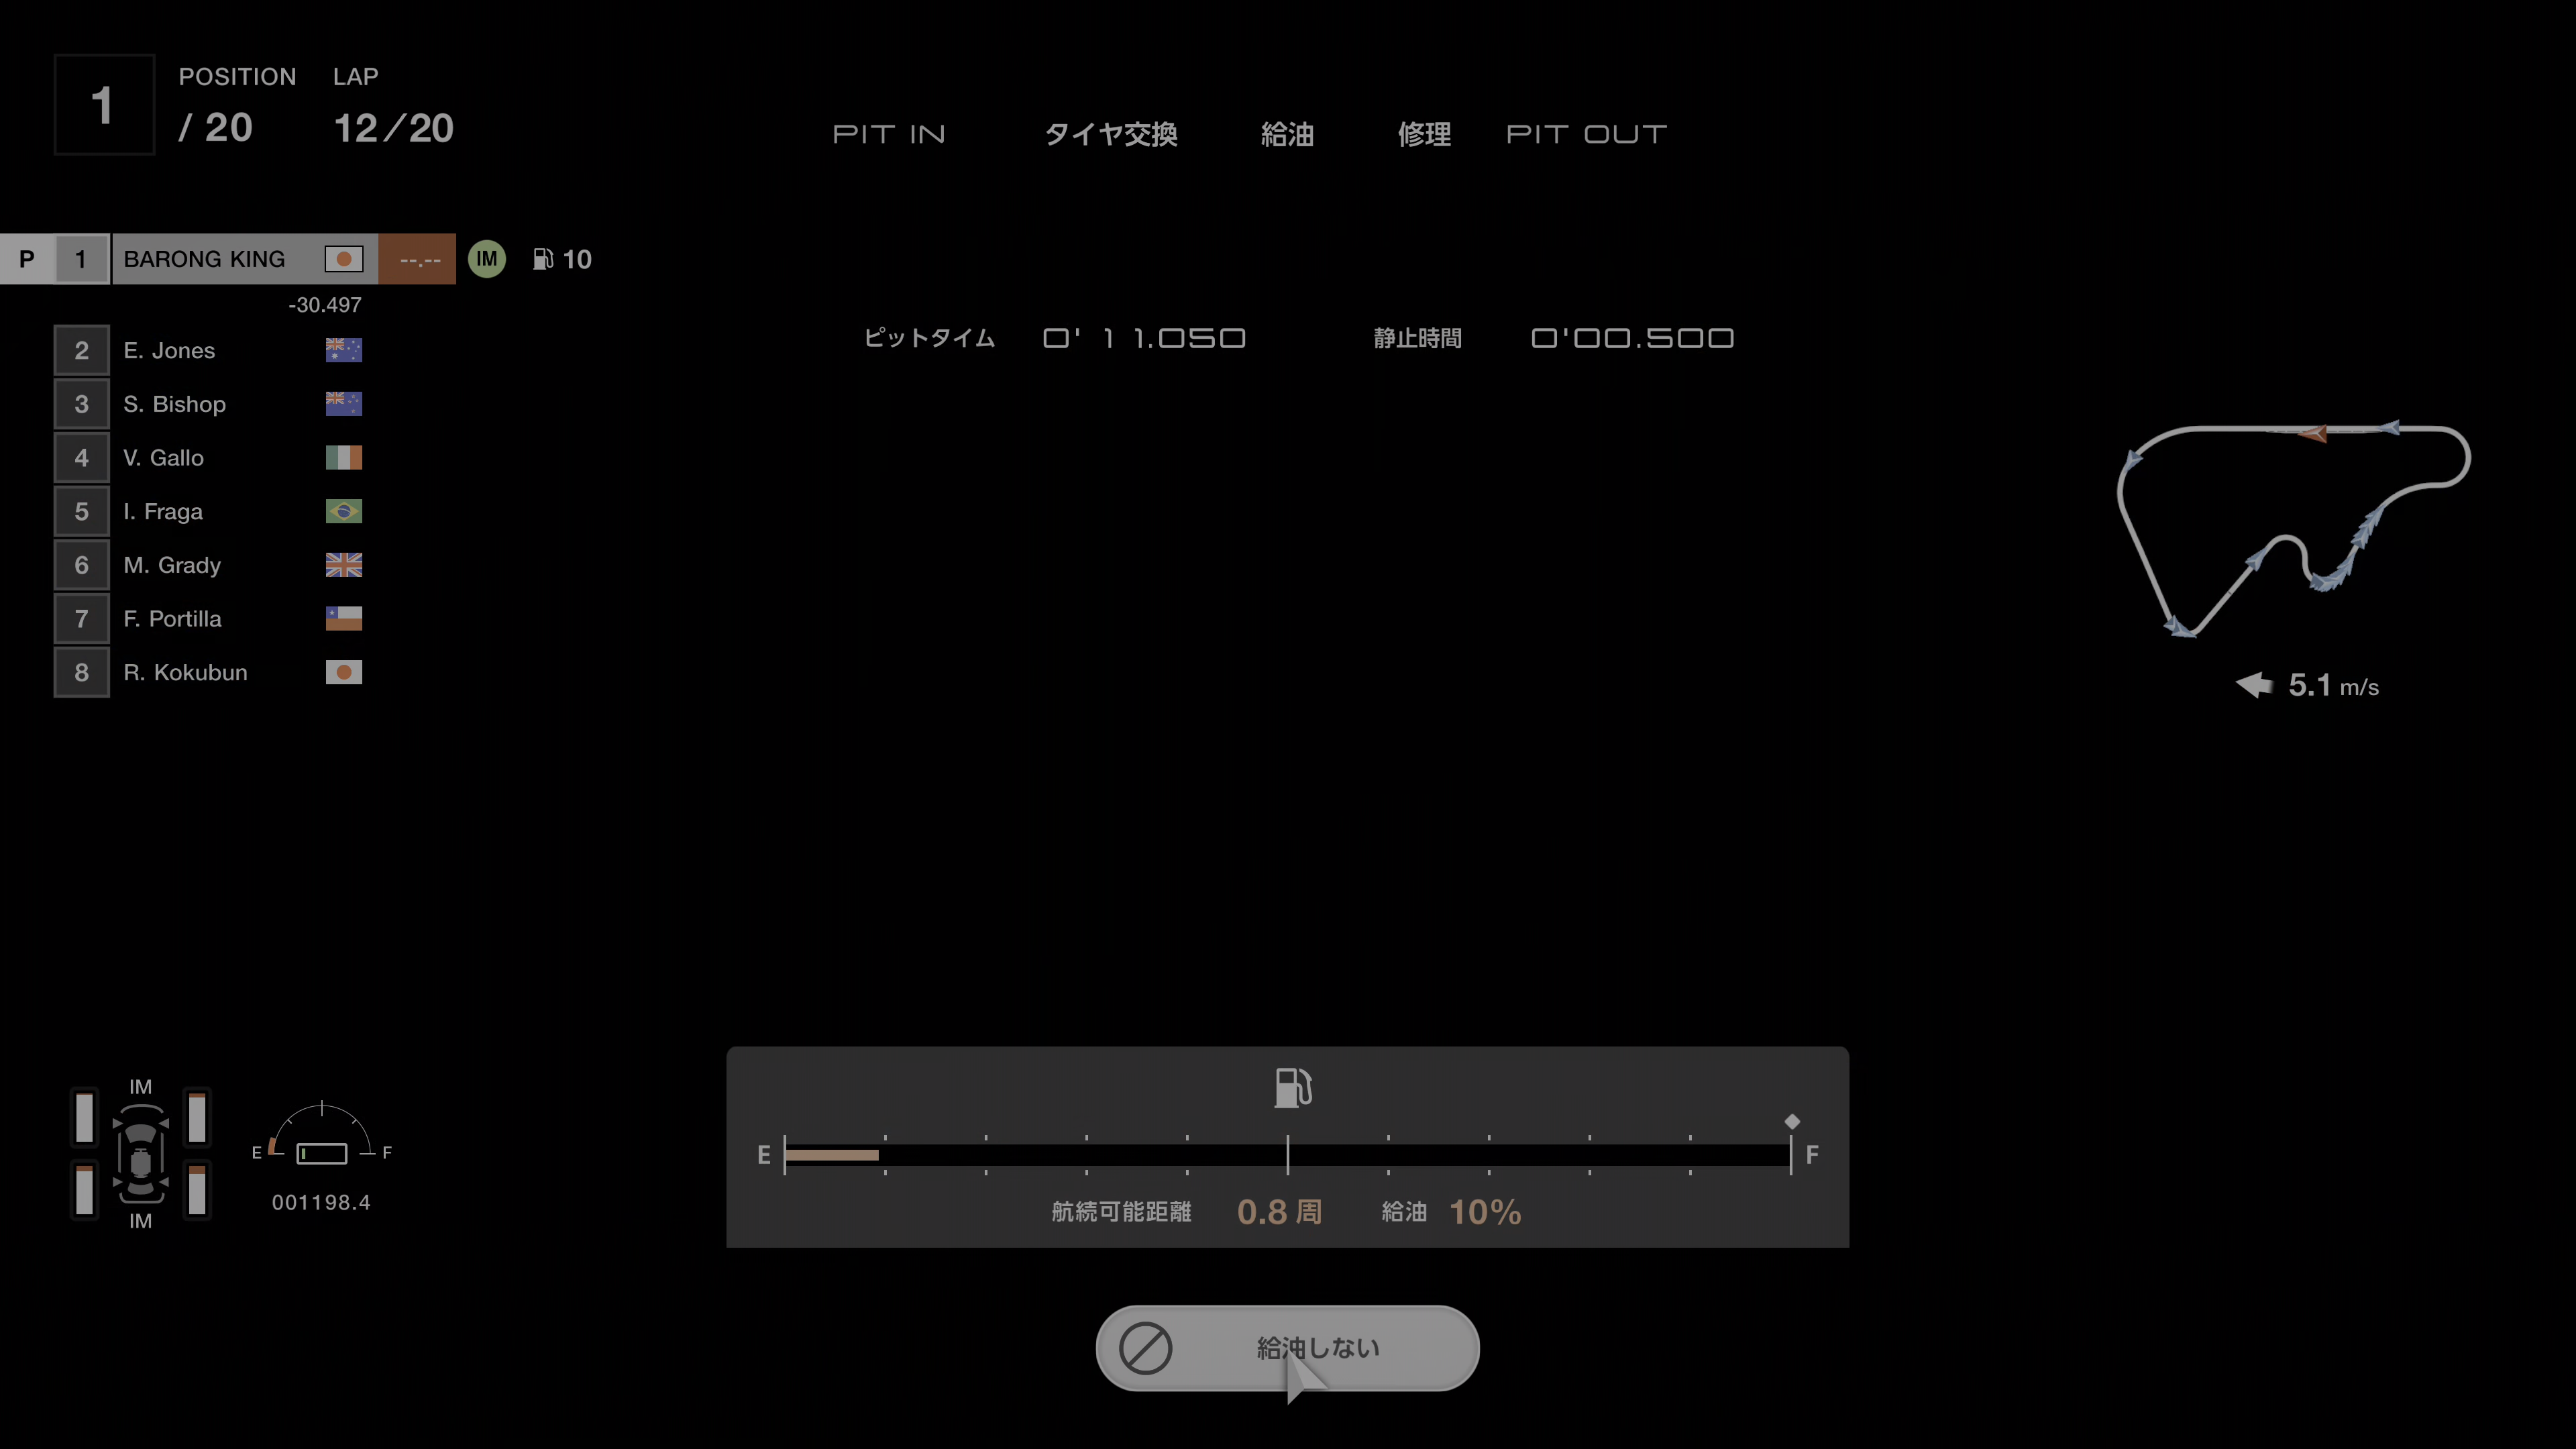 1
POSITION LAP
/ 20 12/20
PIT IN タイヤ交換 給油 修理 PIT OUT
P 1 BARONG KING --.-- IM 10
-30.497
ピットタイム 0'11.050 静止時間 0'00.500
2 E. Jones
3 S. Bishop
4 V. Gallo
5 I. Fraga
6 M. Grady
7 F. Portilla
8 R. Kokubun
5.1 m/s
IM
E F
001198.4
IM
E F
航続可能距離 0.8 周 給油 10%
給油しない